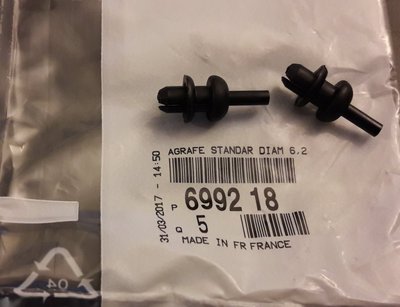 AGRAFE STANDAR DIAM 6,2
31/03/2017 - 14:50
P 6992 18
Q 5
MADE IN FR FRANCE
04